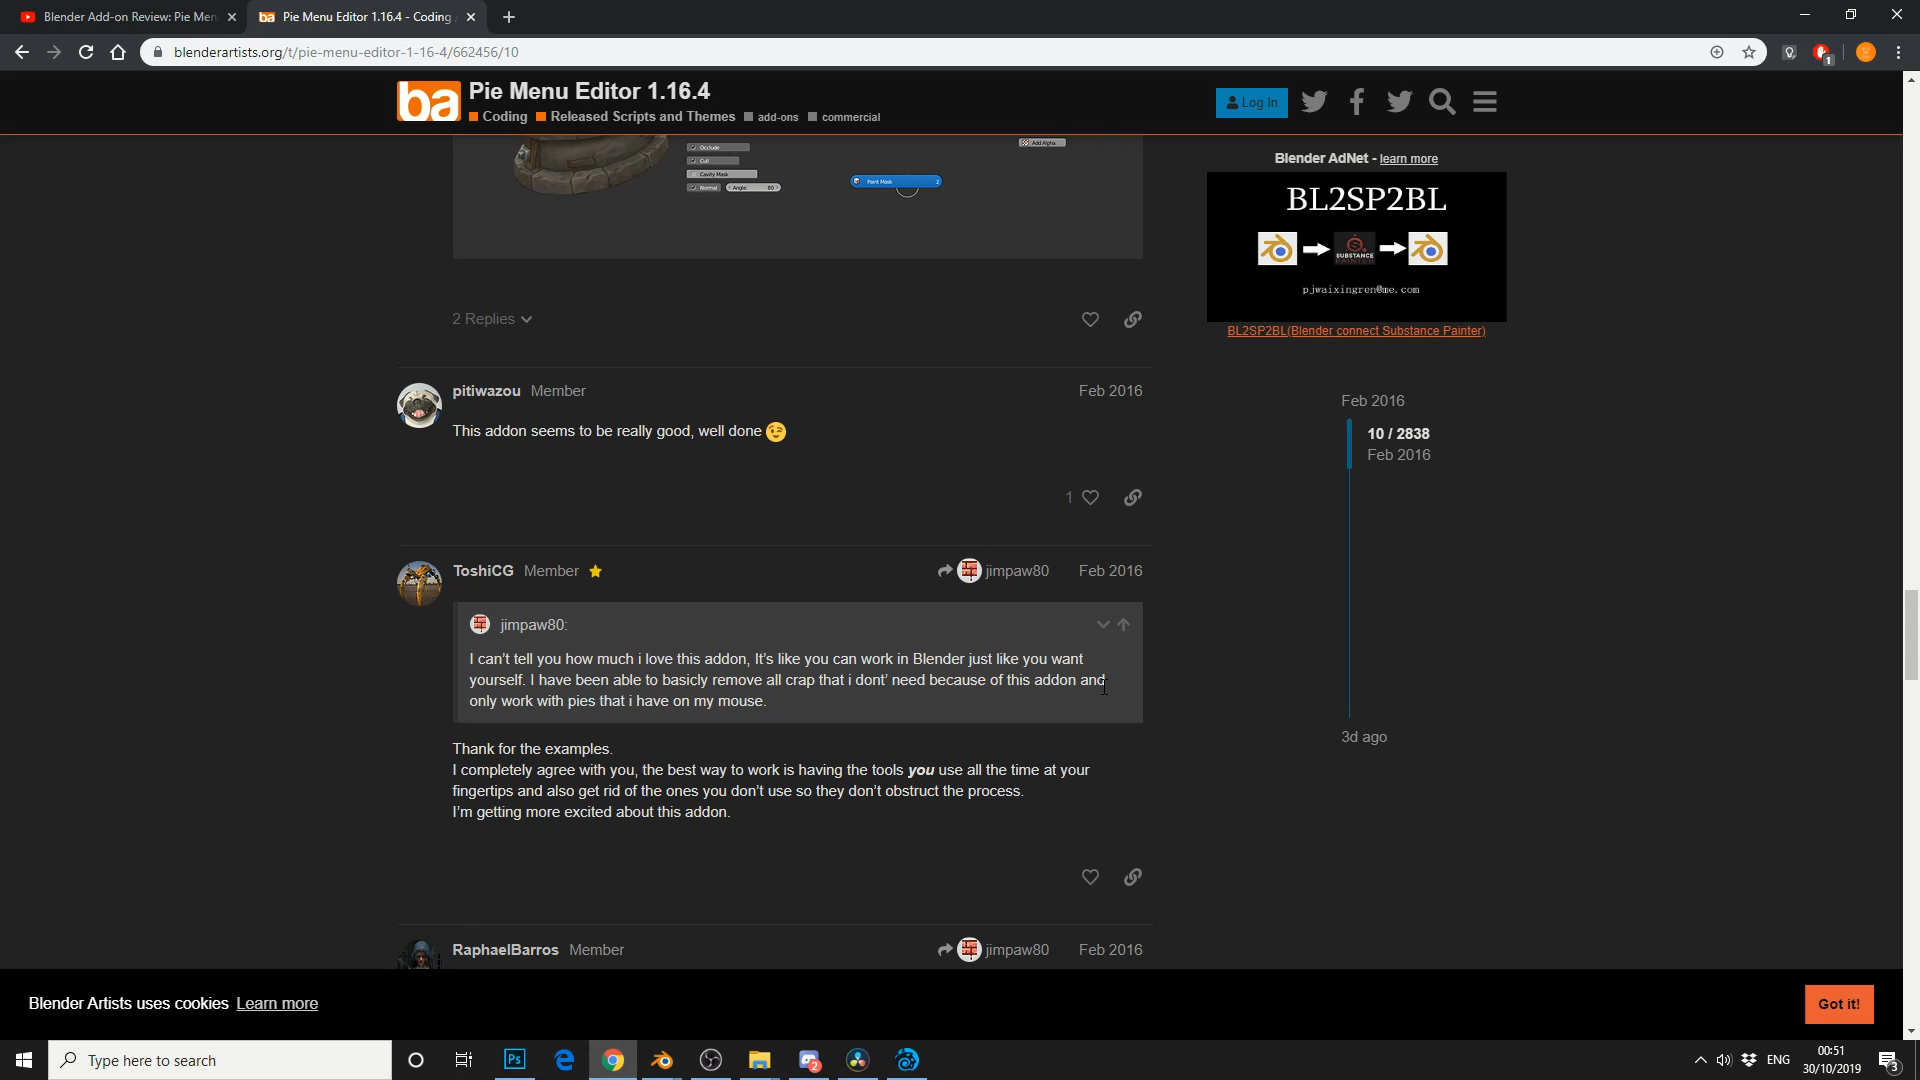 Blender Add-on Review: Pie Men
Pie Menu Editor 1.16.4 - Coding
blenderartists.org/t/pie-menu-editor-1-16-4/662456/10
1
ba
Pie Menu Editor 1.16.4
Coding Released Scripts and Themes add-ons commercial
Log In
Occlude
Cull
Cavity Mask
Normal Angle: 80
Paint Mask 2
Add Alpha
Blender AdNet - learn more
BL2SP2BL
SUBSTANCE
PAINTER
pjwaixingren@me.com
BL2SP2BL(Blender connect Substance Painter)
2 Replies
pitiwazou Member Feb 2016
This addon seems to be really good, well done
1
Feb 2016
10 / 2838
Feb 2016
3d ago
ToshiCG Member jimpaw80 Feb 2016
jimpaw80:
I can't tell you how much i love this addon, It's like you can work in Blender just like you want
yourself. I have been able to basicly remove all crap that i dont' need because of this addon and
only work with pies that i have on my mouse.
Thank for the examples.
I completely agree with you, the best way to work is having the tools you use all the time at your
fingertips and also get rid of the ones you don't use so they don't obstruct the process.
I'm getting more excited about this addon.
RaphaelBarros Member jimpaw80 Feb 2016
Blender Artists uses cookies Learn more
Got it!
Type here to search
Ps
2
ENG
00:51
30/10/2019
3